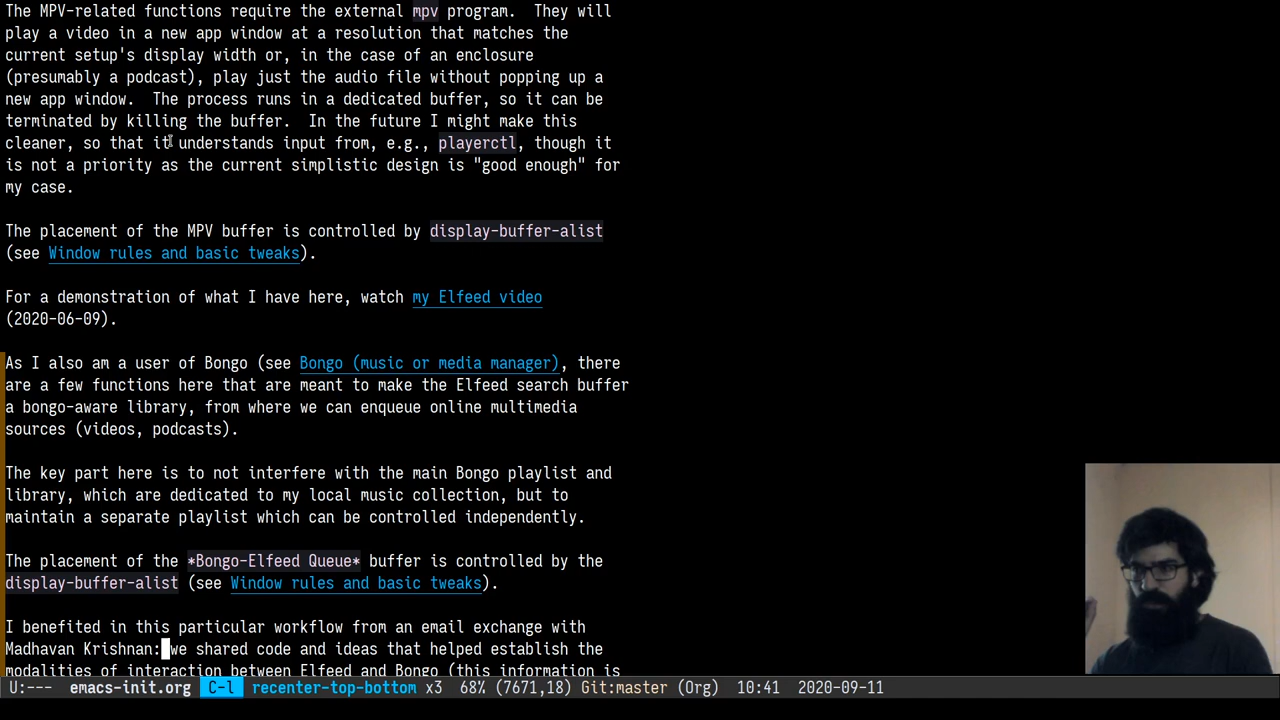 The MPV-related functions require the external mpv program.  They will
play a video in a new app window at a resolution that matches the
current setup's display width or, in the case of an enclosure
(presumably a podcast), play just the audio file without popping up a
new app window.  The process runs in a dedicated buffer, so it can be
terminated by killing the buffer.  In the future I might make this
cleaner, so that it understands input from, e.g., playerctl, though it
is not a priority as the current simplistic design is "good enough" for
my case.
The placement of the MPV buffer is controlled by display-buffer-alist
(see Window rules and basic tweaks).
For a demonstration of what I have here, watch my Elfeed video
(2020-06-09).
As I also am a user of Bongo (see Bongo (music or media manager), there
are a few functions here that are meant to make the Elfeed search buffer
a bongo-aware library, from where we can enqueue online multimedia
sources (videos, podcasts).
The key part here is to not interfere with the main Bongo playlist and
library, which are dedicated to my local music collection, but to
maintain a separate playlist which can be controlled independently.
The placement of the *Bongo-Elfeed Queue* buffer is controlled by the
display-buffer-alist (see Window rules and basic tweaks).
I benefited in this particular workflow from an email exchange with
Madhavan Krishnan: we shared code and ideas that helped establish the
modalities of interaction between Elfeed and Bongo (this information is
U:---  emacs-init.org  C-l  recenter-top-bottom x3  68% (7671,18) Git:master (Org)  10:41  2020-09-11